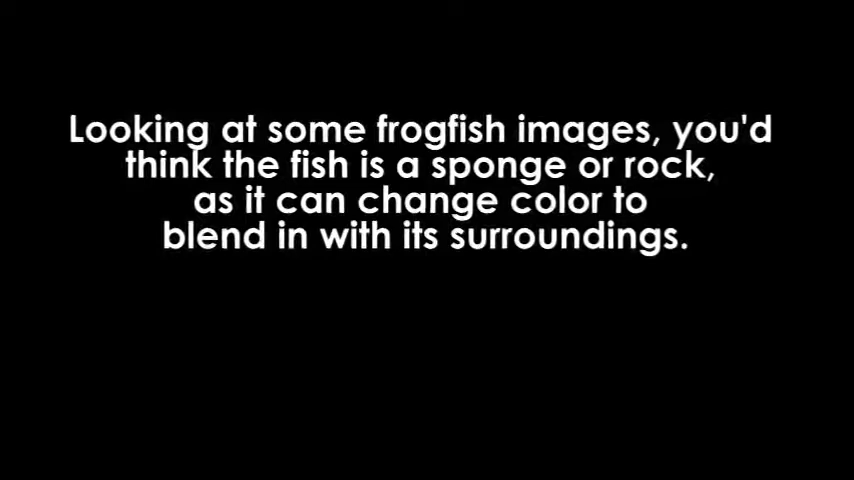 Looking at some frogfish images, you'd
think the fish is a sponge or rock,
as it can change color to
blend in with its surroundings.